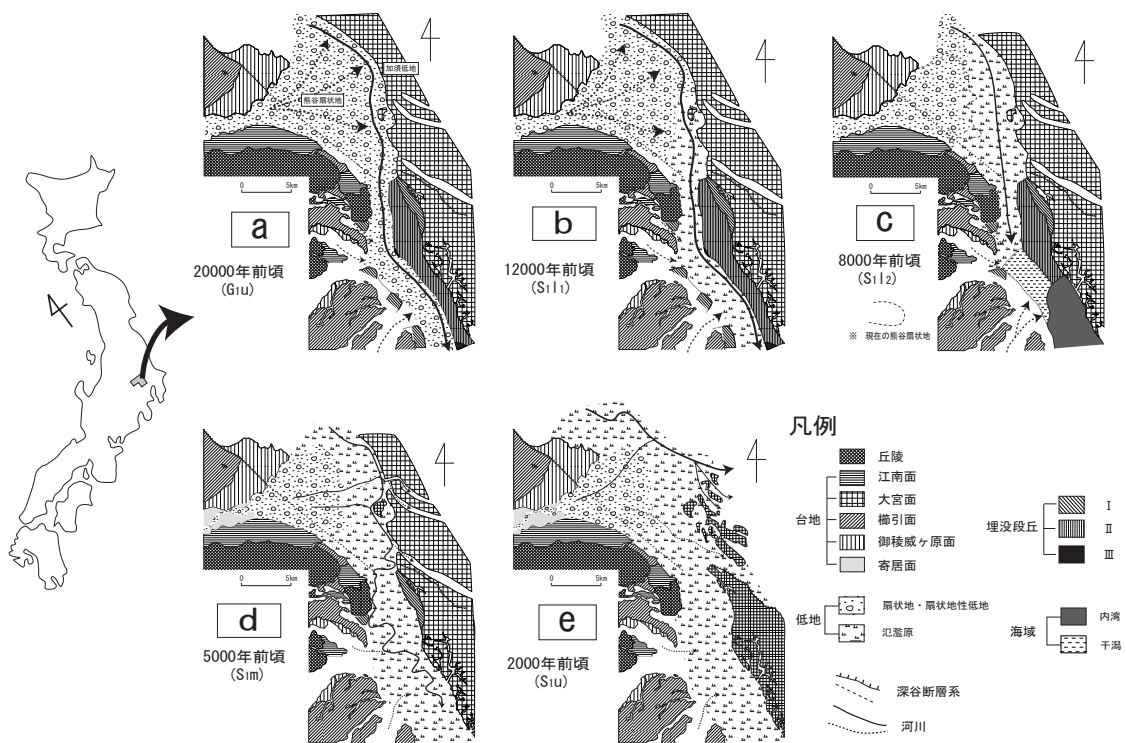 加須低地
熊谷扇状地
0 5km
a
20000年前頃
(G1u)
0 5km
b
12000年前頃
(S1l1)
0 5km
c
8000年前頃
(S1l2)
※ 現在の熊谷扇状地
0 5km
d
5000年前頃
(S1m)
0 5km
e
2000年前頃
(S1u)
凡例
丘陵
台地
江南面
大宮面
櫛引面
御稜威ヶ原面
寄居面
低地
扇状地・扇状地性低地
氾濫原
埋没段丘
Ⅰ
Ⅱ
Ⅲ
海域
内湾
干潟
深谷断層系
河川